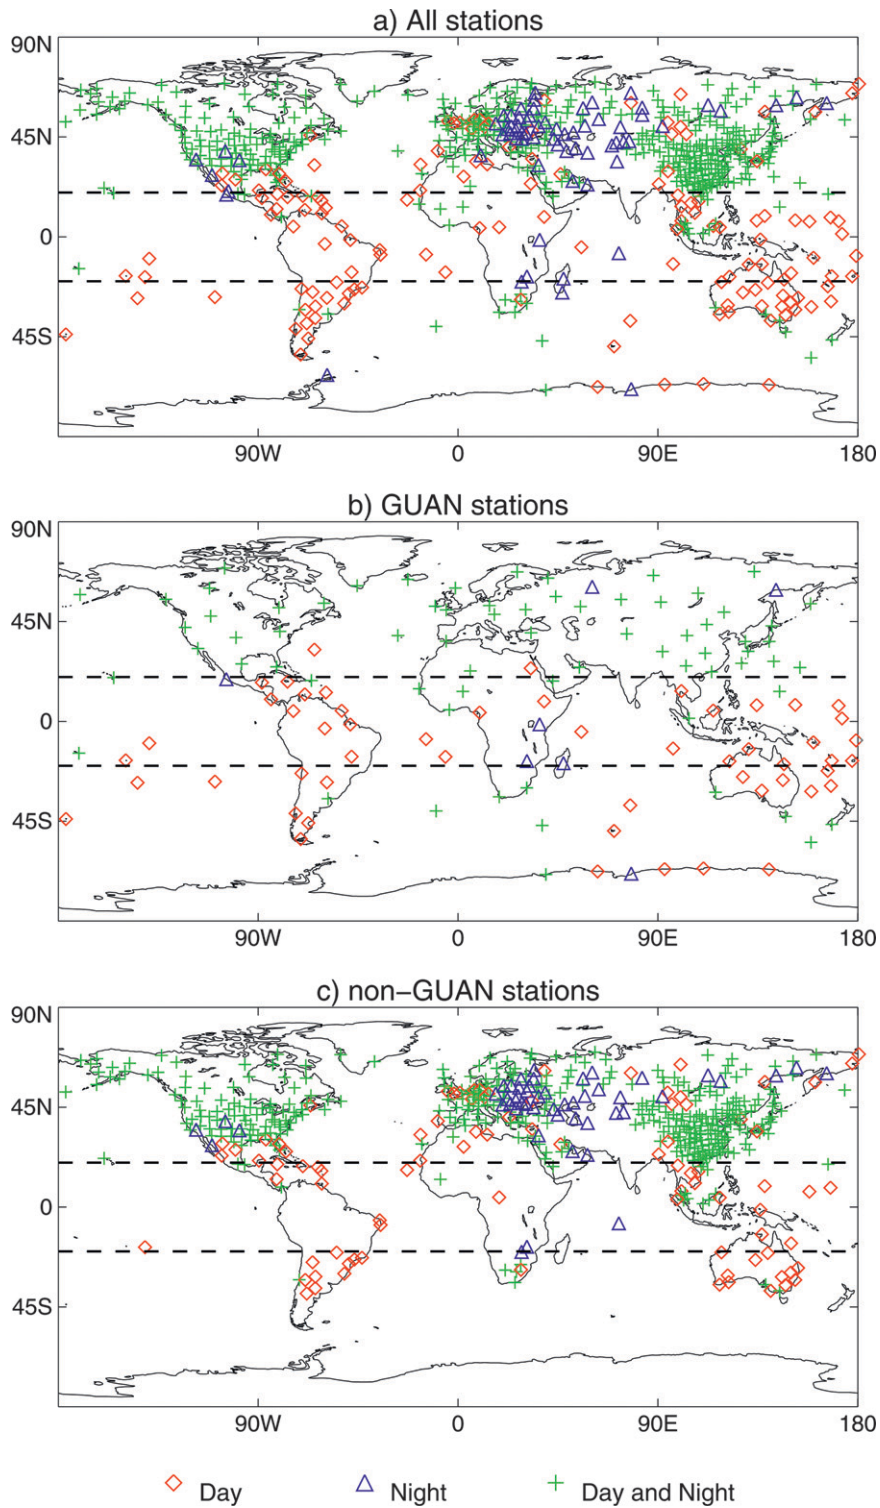 a) All stations
90N
45N
0
45S
90W 0 90E 180
b) GUAN stations
90N
45N
0
45S
90W 0 90E 180
c) non−GUAN stations
90N
45N
0
45S
90W 0 90E 180
Day Night Day and Night